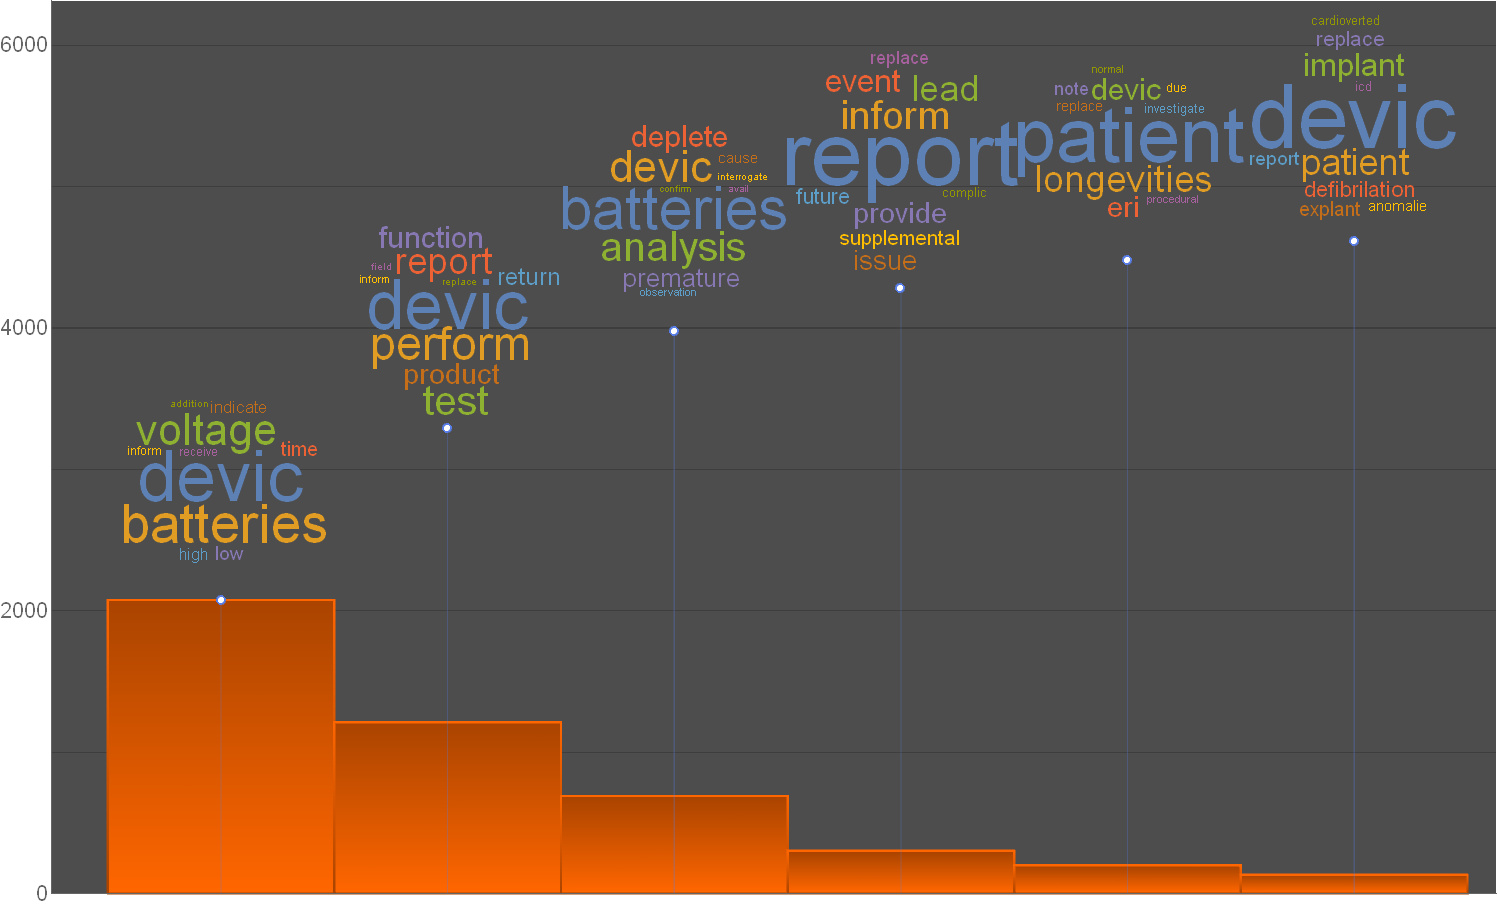 6000
4000
2000
0
addition indicate
voltage
inform receive time
devic
batteries
high low
function
field report
inform replace return
devic
perform
product
test
deplete
devic cause
interrogate
confirm avail
batteries
analysis
premature
observation
replace
event lead
inform
report
future complic
provide
supplemental
issue
normal
note devic due
replace investigate
patient
longevities
eri procedural
cardioverted
replace
implant
icd
devic
report patient
defibrilation
explant anomalie